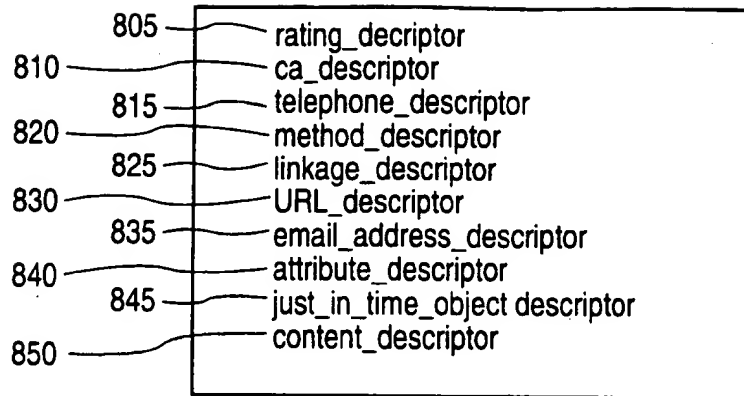 805 rating_decriptor
810 ca_descriptor
815 telephone_descriptor
820 method_descriptor
825 linkage_descriptor
830 URL_descriptor
835 email_address_descriptor
840 attribute_descriptor
845 just_in_time_object descriptor
850 content_descriptor